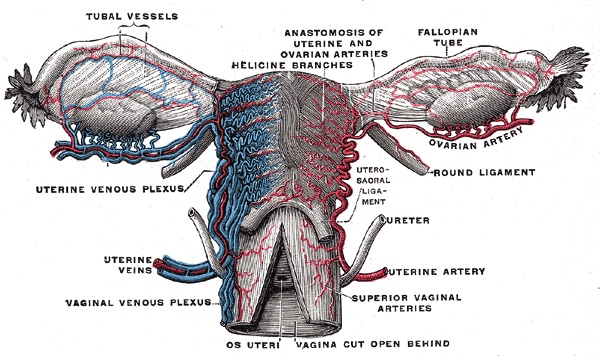 TUBAL VESSELS
ANASTOMOSIS OF
UTERINE AND
OVARIAN ARTERIES
HELICINE BRANCHES
FALLOPIAN
TUBE
OVARIAN ARTERY
ROUND LIGAMENT
UTERINE VENOUS PLEXUS
UTERO-
SACRAL
LIGA-
MENT
URETER
UTERINE
VEINS
UTERINE ARTERY
VAGINAL VENOUS PLEXUS
SUPERIOR VAGINAL
ARTERIES
OS UTERI
VAGINA CUT OPEN BEHIND